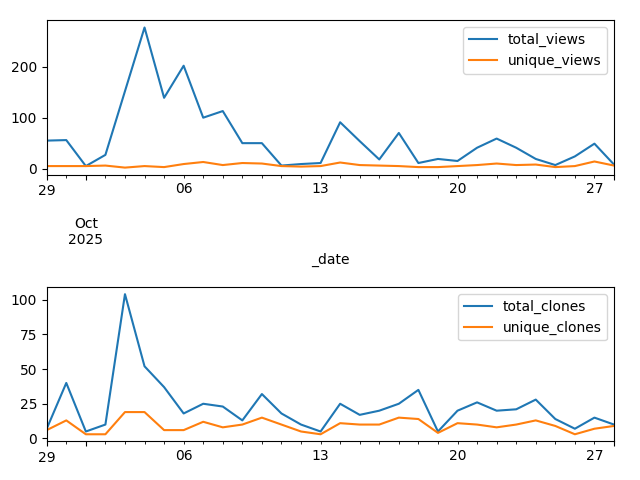 total_views
unique_views
200
100
0
29 06 13 20 27
Oct
2025
_date
total_clones
unique_clones
100
75
50
25
0
29 06 13 20 27